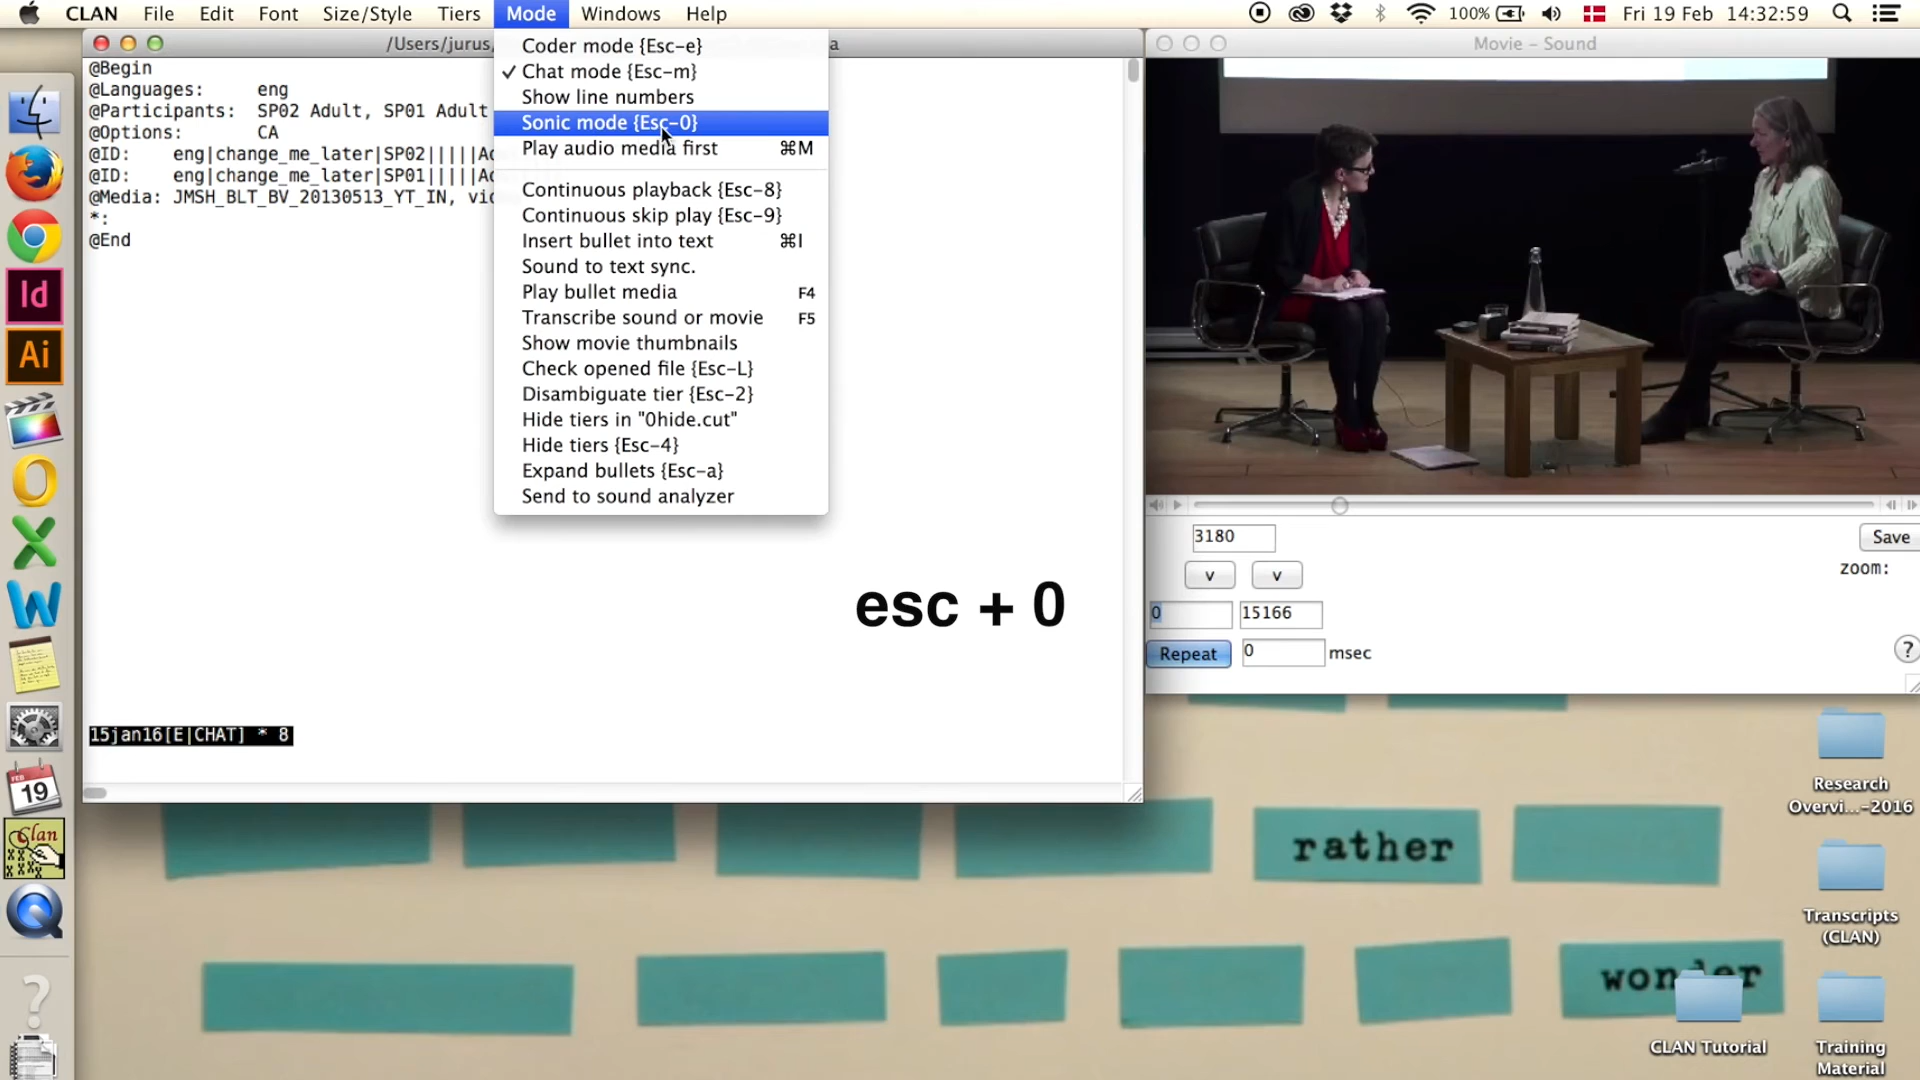 CLAN File Edit Font Size/Style Tiers Mode Windows Help 100% Fri 19 Feb 14:32:59
/Users/jurus, a
@Begin
@Languages: eng
@Participants: SP02 Adult, SP01 Adult
@Options: CA
@ID: eng|change_me_later|SP02|||||A
@ID: eng|change_me_later|SP01|||||A
@Media: JMSH_BLT_BV_20130513_YT_IN, vi
*:
@End
15jan16[E|CHAT] * 8
Coder mode {Esc-e}
✓ Chat mode {Esc-m}
Show line numbers
Sonic mode {Esc-0}
Play audio media first ⌘M
Continuous playback {Esc-8}
Continuous skip play {Esc-9}
Insert bullet into text ⌘I
Sound to text sync.
Play bullet media F4
Transcribe sound or movie F5
Show movie thumbnails
Check opened file {Esc-L}
Disambiguate tier {Esc-2}
Hide tiers in "0hide.cut"
Hide tiers {Esc-4}
Expand bullets {Esc-a}
Send to sound analyzer
esc + 0
Movie - Sound
3180
Save
v v
zoom:
0 15166
Repeat 0 msec
?
Id
Ai
FEB
19
Clan
rather
wonder
Research
Overvi...-2016
Transcripts
(CLAN)
CLAN Tutorial
Training
Material